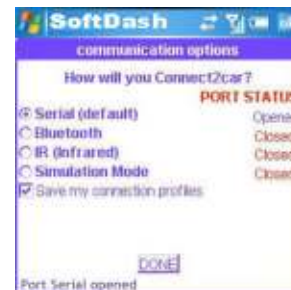 SoftDash
communication options
How will you Connect2car?
PORT STATUS
Serial (default) Opened
Bluetooth Closed
IR (Infrared) Closed
Simulation Mode Closed
Save my connection profiles
DONE
Port Serial opened